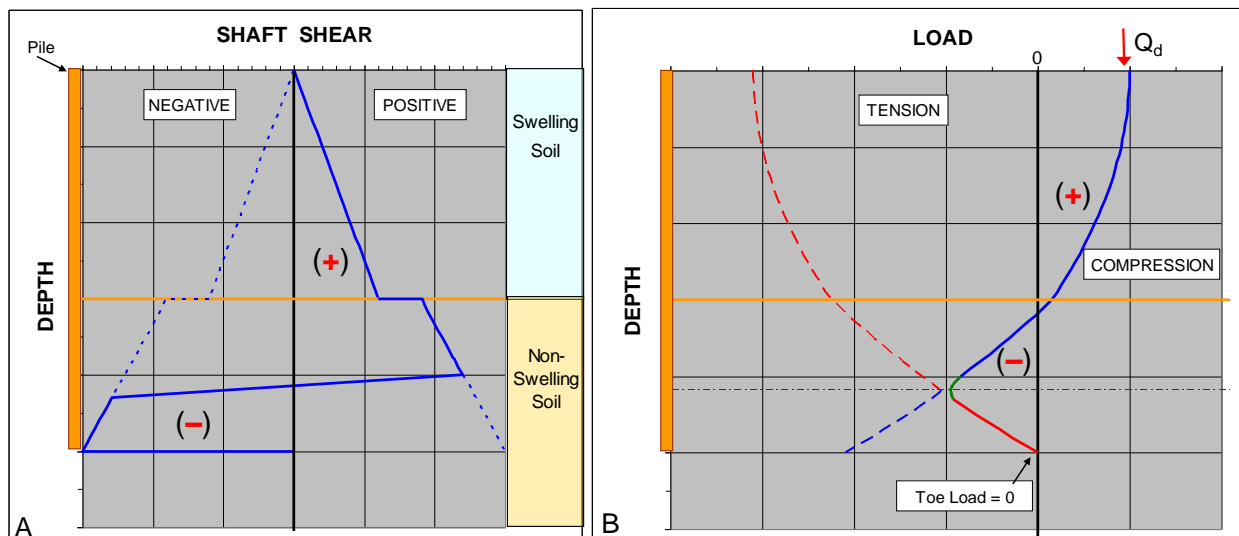 SHAFT SHEAR
Pile
NEGATIVE
POSITIVE
Swelling
Soil
(+)
DEPTH
Non-
Swelling
Soil
(−)
A
LOAD
0
Qd
TENSION
(+)
COMPRESSION
DEPTH
(−)
Toe Load = 0
B